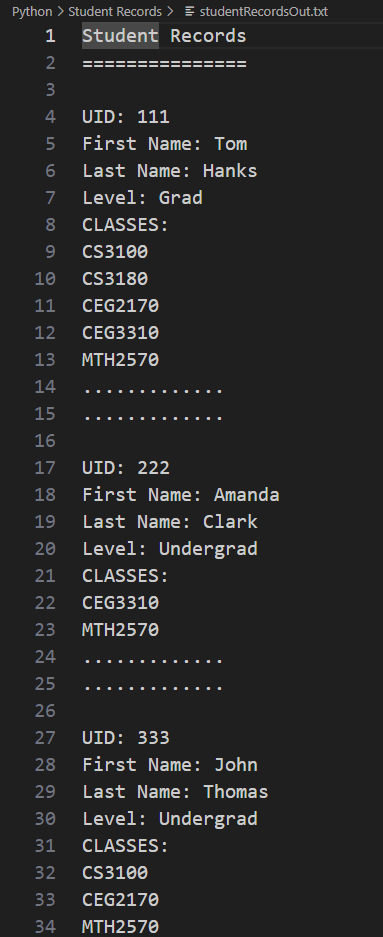 Python > Student Records > studentRecordsOut.txt
1 Student Records
2 ===============
3
4 UID: 111
5 First Name: Tom
6 Last Name: Hanks
7 Level: Grad
8 CLASSES:
9 CS3100
10 CS3180
11 CEG2170
12 CEG3310
13 MTH2570
14 .............
15 .............
16
17 UID: 222
18 First Name: Amanda
19 Last Name: Clark
20 Level: Undergrad
21 CLASSES:
22 CEG3310
23 MTH2570
24 .............
25 .............
26
27 UID: 333
28 First Name: John
29 Last Name: Thomas
30 Level: Undergrad
31 CLASSES:
32 CS3100
33 CEG2170
34 MTH2570